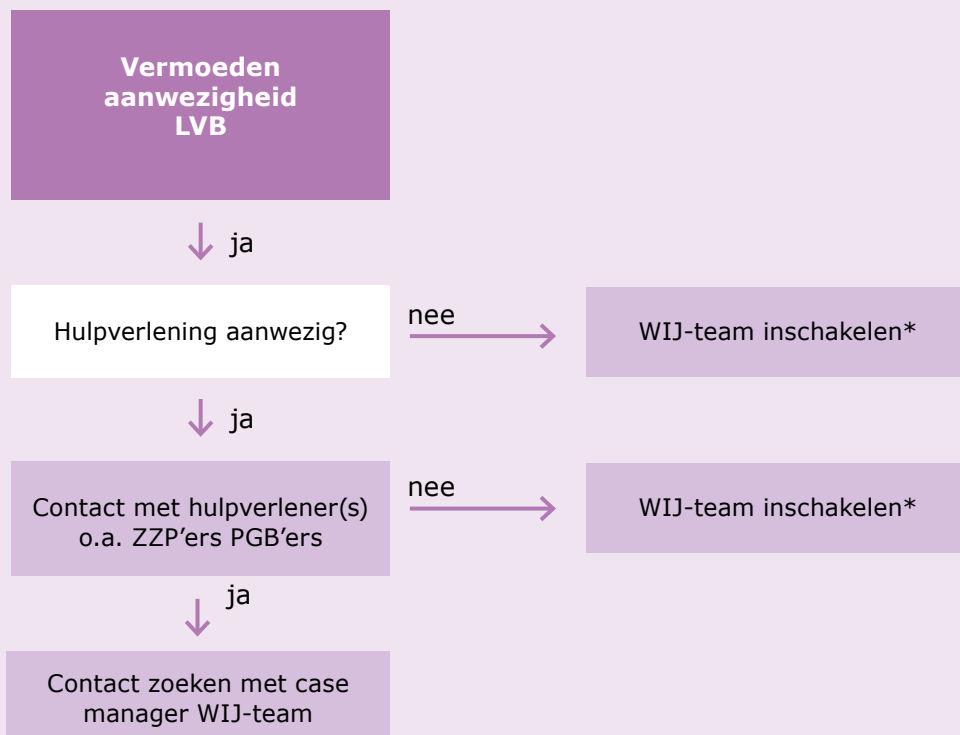 Vermoeden
aanwezigheid
LVB
ja
Hulpverlening aanwezig?
nee
WIJ-team inschakelen*
ja
Contact met hulpverlener(s)
o.a. ZZP’ers PGB’ers
nee
WIJ-team inschakelen*
ja
Contact zoeken met case
manager WIJ-team